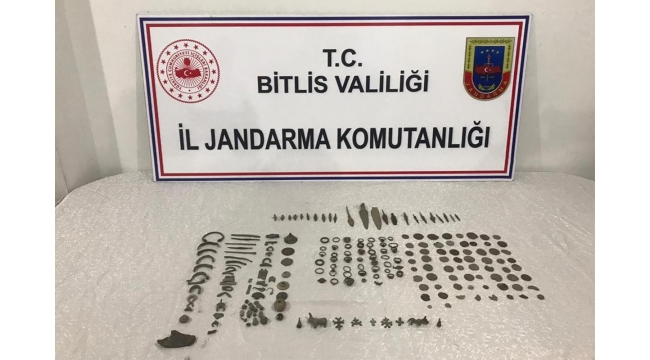 T.C.
BİTLİS VALİLİĞİ
İL JANDARMA KOMUTANLIĞI